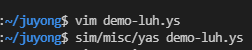 :~/juyong$ vim demo-luh.ys
:~/juyong$ sim/misc/yas demo-luh.ys